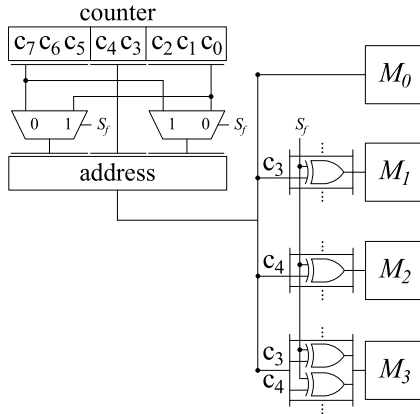 counter
c7 c6 c5 c4 c3 c2 c1 c0
0 1 Sf 1 0 Sf
address
Sf
M0
c3 M1
c4 M2
c3 M3
c4